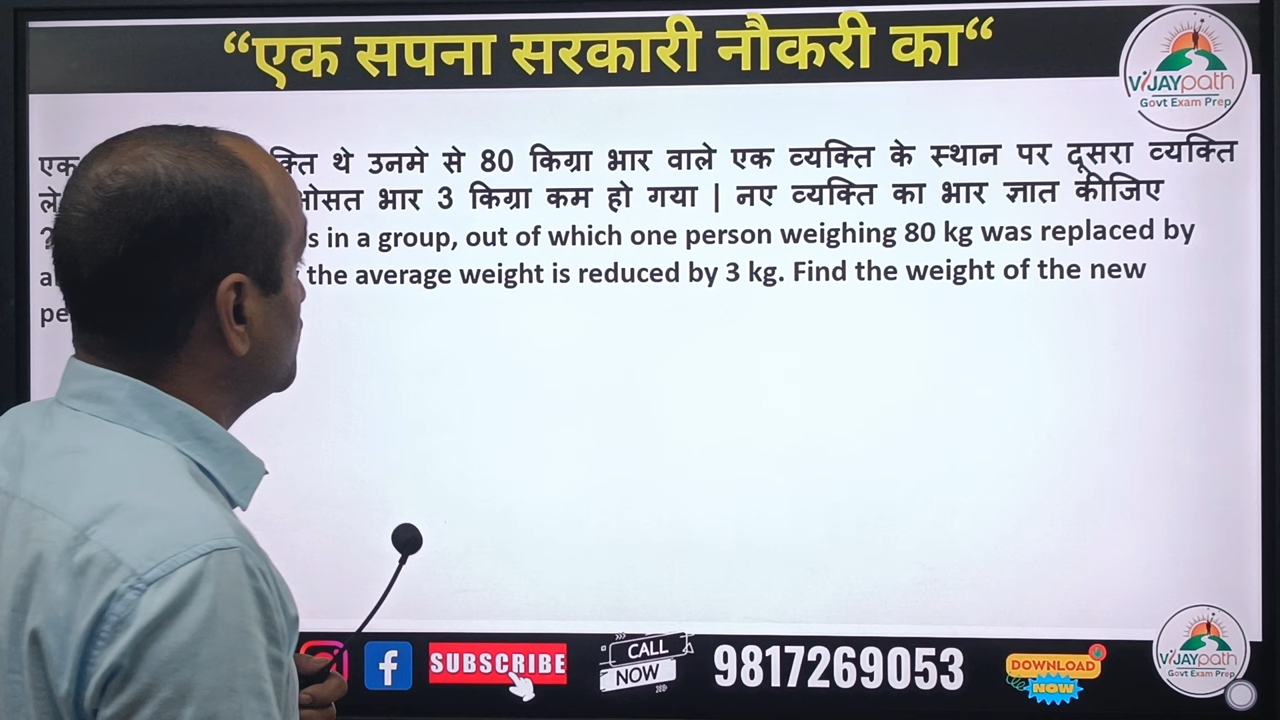 “एक सपना सरकारी नौकरी का“
VIJAYpath
Govt Exam Prep
एक थे उनमे से 80 किग्रा भार वाले एक व्यक्ति के स्थान पर दूसरा व्यक्ति
भार 3 किग्रा कम हो गया | नए व्यक्ति का भार ज्ञात कीजिए
? in a group, out of which one person weighing 80 kg was replaced by
the average weight is reduced by 3 kg. Find the weight of the new
SUBSCRIBE
CALL
NOW
9817269053
DOWNLOAD
NOW
VIJAYpath
Govt Exam Prep